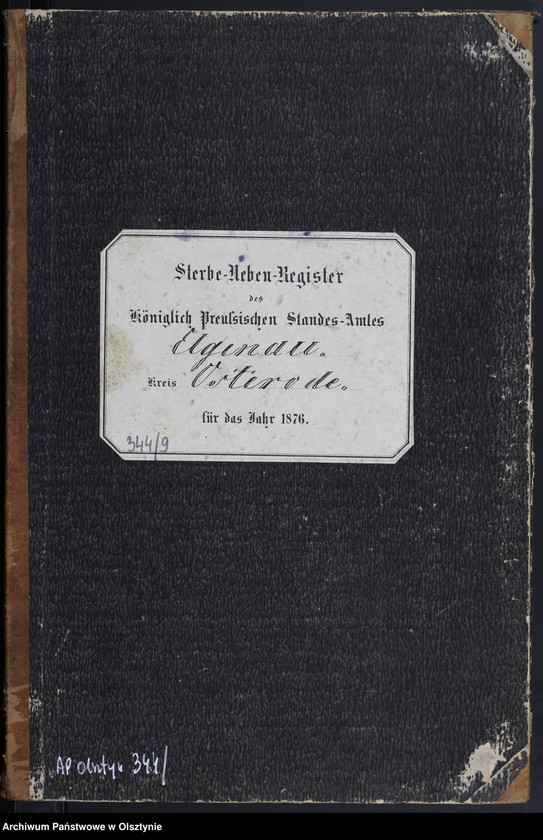 Sterbe-Neben-Register
des
Königlich Preußischen Standes-Amtes
Elgenau.
Kreis Osterode.
für das Jahr 1876.
344/9
AP Olsztyn 344/
Archiwum Państwowe w Olsztynie